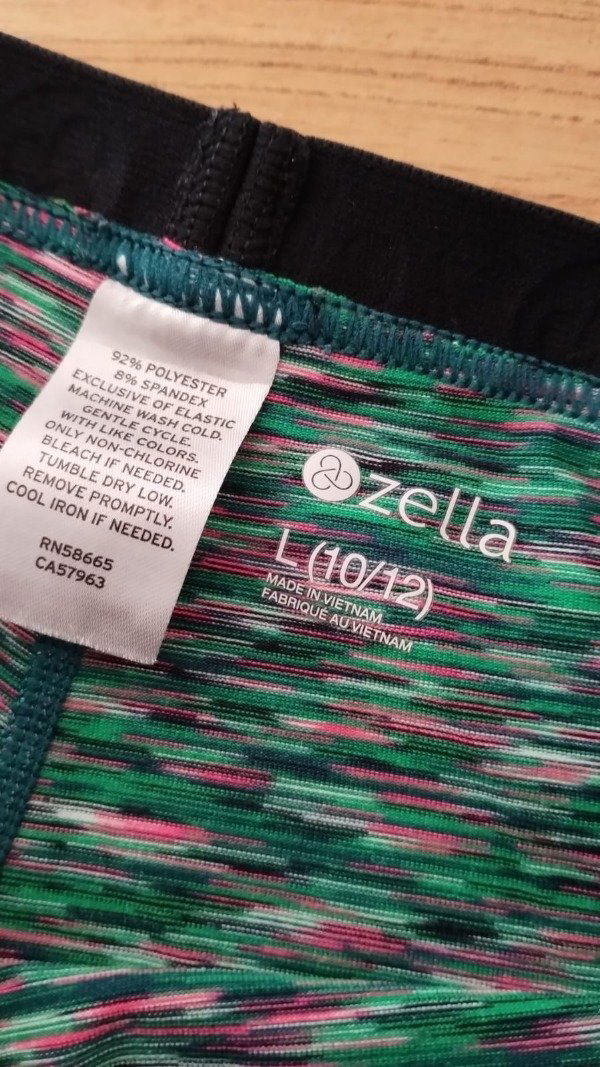 92% POLYESTER
8% SPANDEX
EXCLUSIVE OF ELASTIC
MACHINE WASH COLD.
GENTLE CYCLE.
WITH LIKE COLORS.
ONLY NON-CHLORINE
BLEACH IF NEEDED.
TUMBLE DRY LOW.
REMOVE PROMPTLY.
COOL IRON IF NEEDED.
RN58665
CA57963
zella
L (10/12)
MADE IN VIETNAM
FABRIQUÉ AU VIETNAM